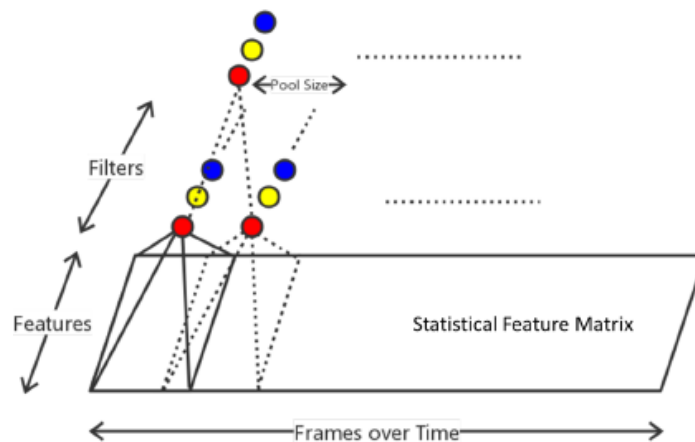 Pool Size
Filters
Features
Statistical Feature Matrix
Frames over Time